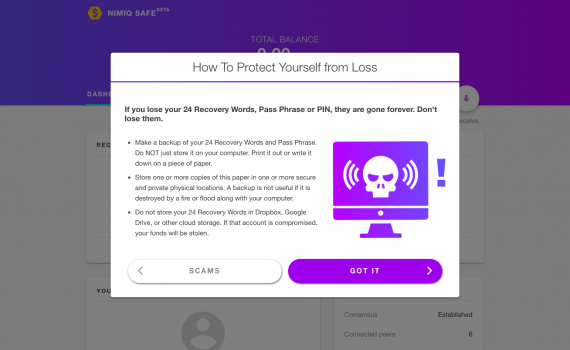 NIMIQ SAFE BETA
TOTAL BALANCE
How To Protect Yourself from Loss
If you lose your 24 Recovery Words, Pass Phrase or PIN, they are gone forever. Don't
lose them.
• Make a backup of your 24 Recovery Words and Pass Phrase.
Do NOT just store it on your computer. Print it out or write it
down on a piece of paper.
• Store one or more copies of this paper in one or more secure
and private physical locations. A backup is not useful if it is
destroyed by a fire or flood along with your computer.
• Do not store your 24 Recovery Words in Dropbox, Google
Drive, or other cloud storage. If that account is compromised,
your funds will be stolen.
!
SCAMS
GOT IT
DASH
REC
YOU
Consensus Established
Connected peers 6